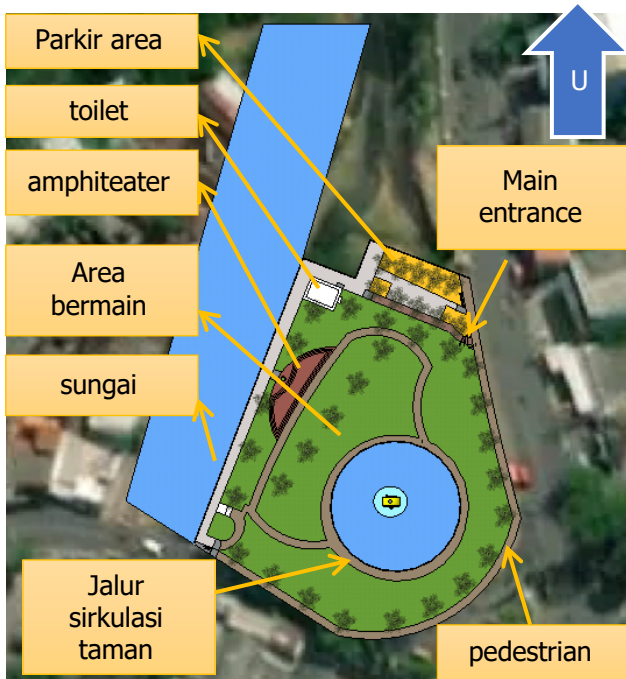 Parkir area
U
toilet
amphiteater
Main
entrance
Area
bermain
sungai
Jalur
sirkulasi
taman
pedestrian